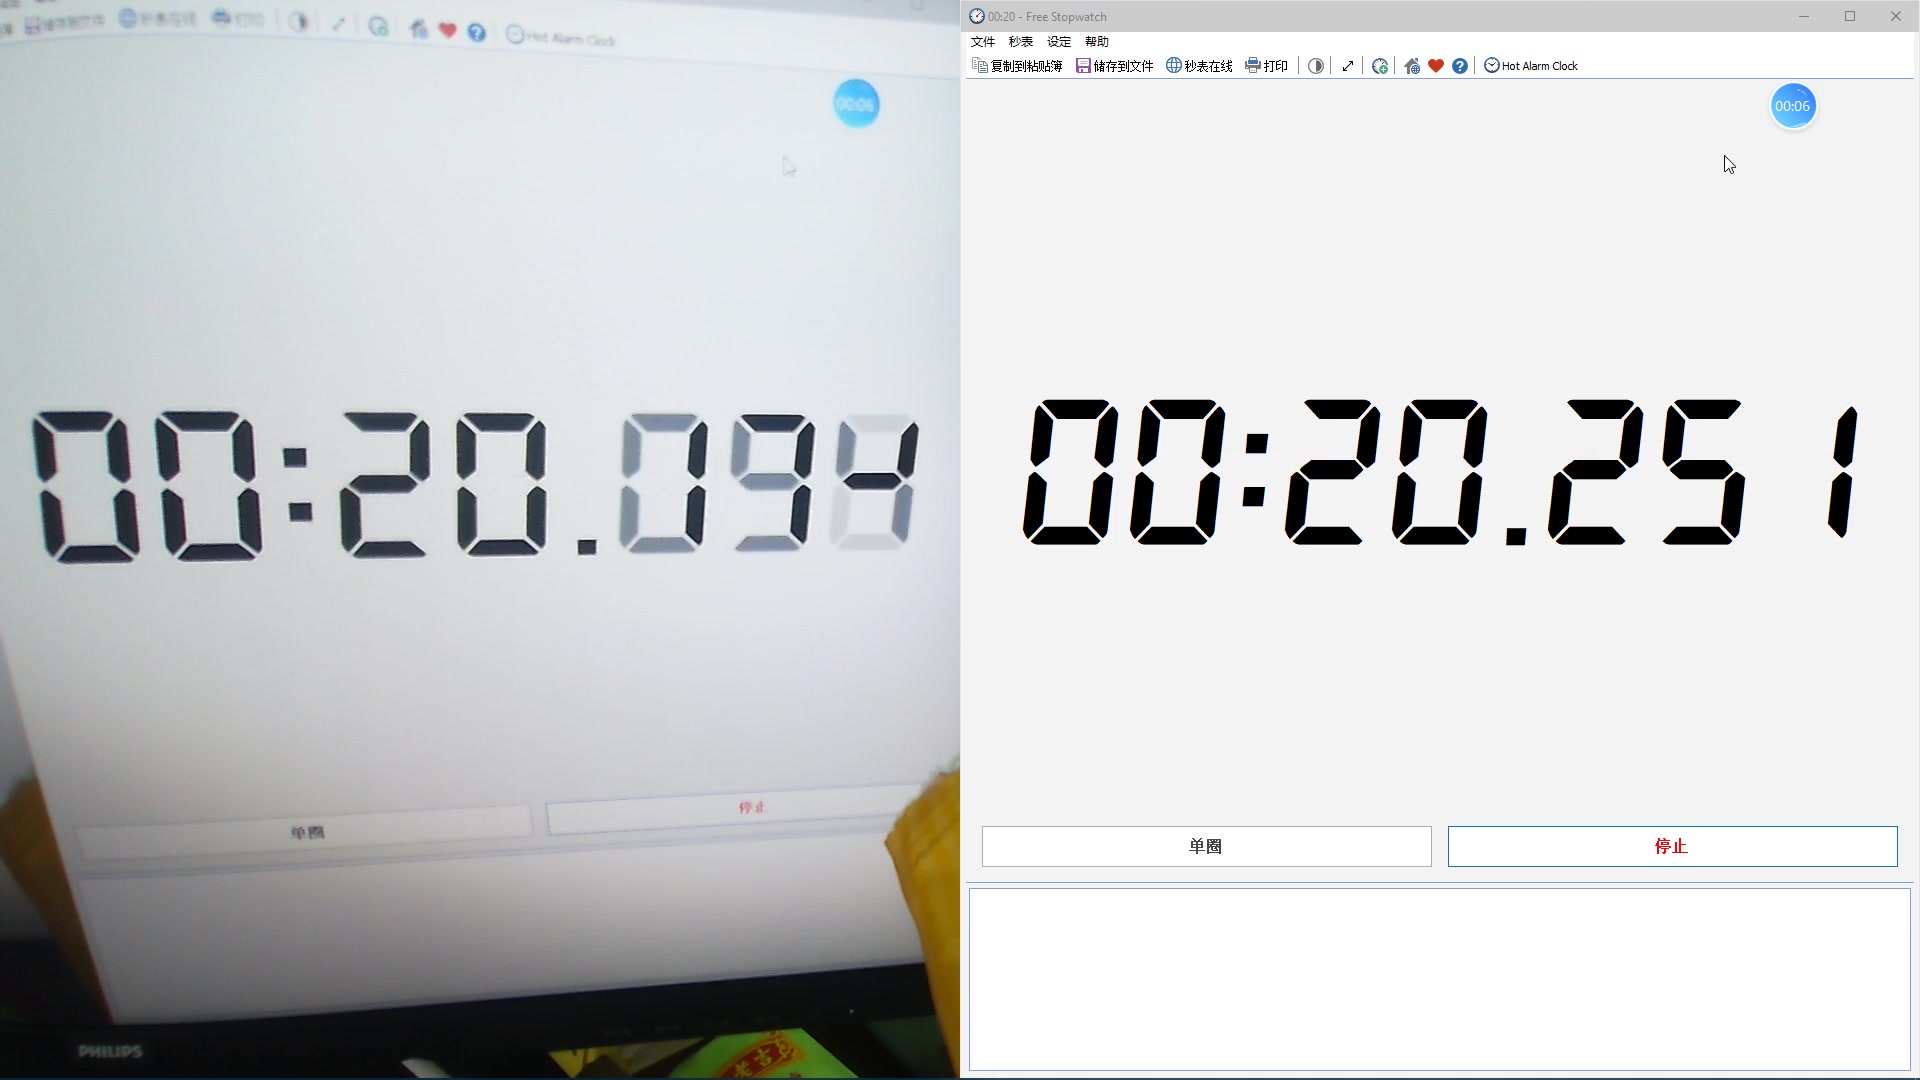 储存到文件 秒表在线 打印 Hot Alarm Clock
00:06
00:20.
单圈 停止
PHILIPS
00:20 - Free Stopwatch
文件 秒表 设定 帮助
复制到粘贴簿 储存到文件 秒表在线 打印 Hot Alarm Clock
00:06
00:20.251
单圈 停止